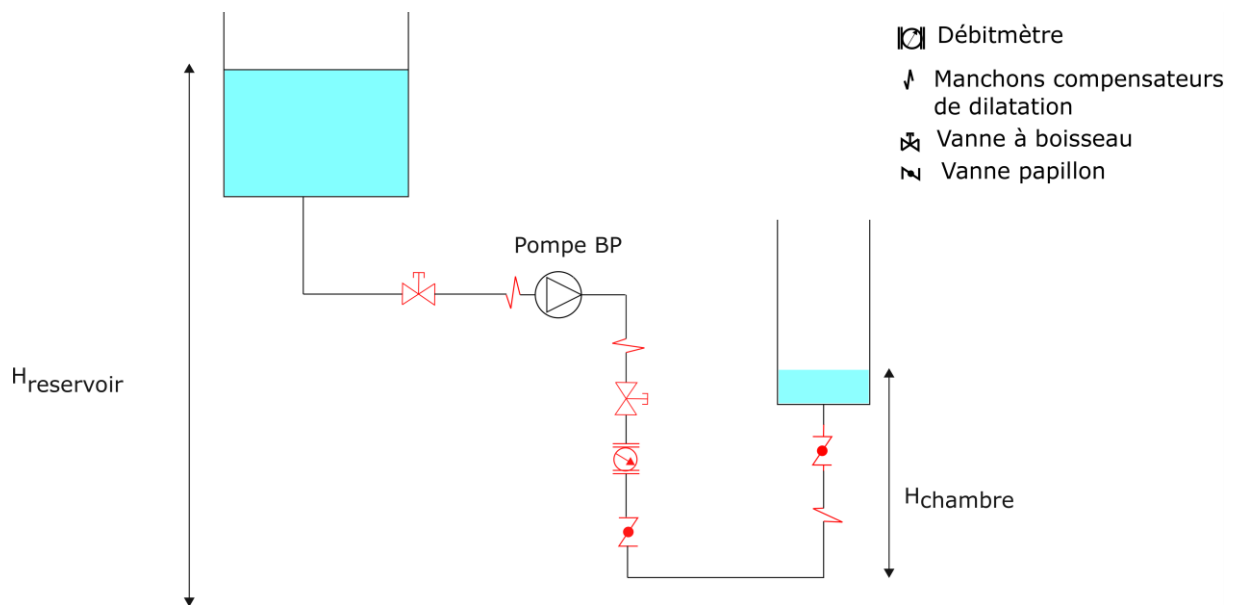 Débitmètre
Manchons compensateurs
de dilatation
Vanne à boisseau
Vanne papillon
Pompe BP
Hreservoir
Hchambre